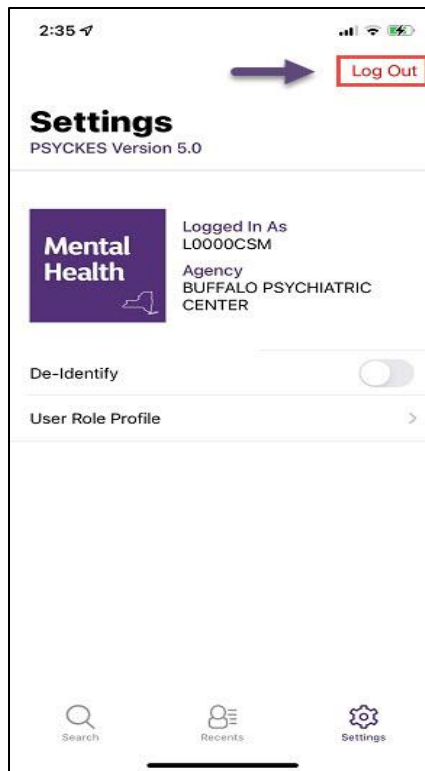 2:35
Log Out
Settings
PSYCKES Version 5.0
Mental
Health
Logged In As
L0000CSM
Agency
BUFFALO PSYCHIATRIC
CENTER
De-Identify
User Role Profile
Search
Recents
Settings